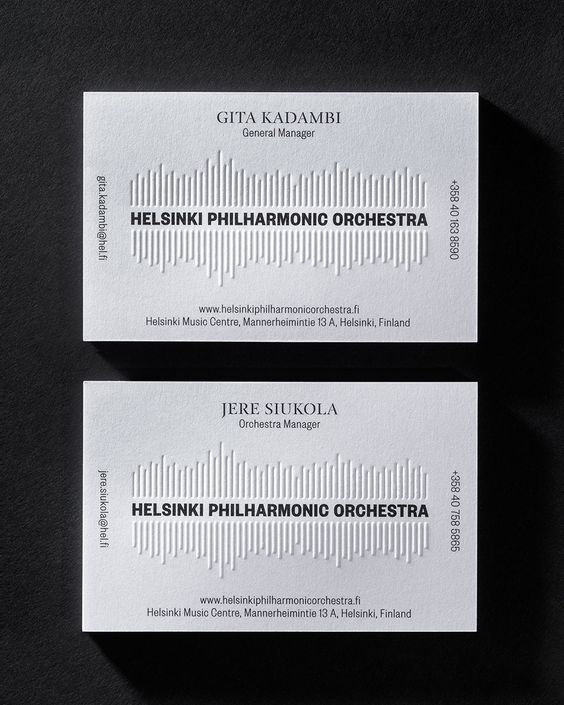 GITA KADAMBI
General Manager
gita.kadambi@hel.fi
HELSINKI PHILHARMONIC ORCHESTRA
+358 40 163 8590
www.helsinkiphilharmonicorchestra.fi
Helsinki Music Centre, Mannerheimintie 13 A, Helsinki, Finland
JERE SIUKOLA
Orchestra Manager
jere.siukola@hel.fi
HELSINKI PHILHARMONIC ORCHESTRA
+358 40 758 5865
www.helsinkiphilharmonicorchestra.fi
Helsinki Music Centre, Mannerheimintie 13 A, Helsinki, Finland